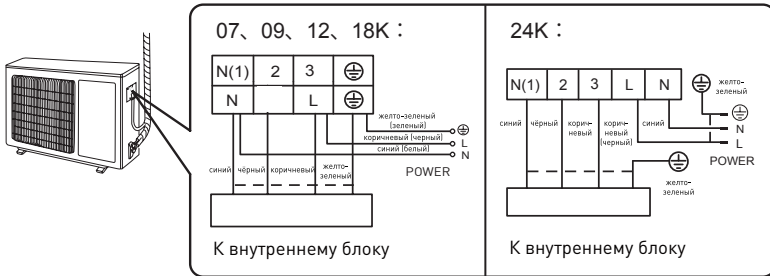 07、09、12、18K：
N(1) 2 3
N L
желто-зеленый
(зеленый)
коричневый (черный)
L
синий (белый)
N
POWER
синий чёрный коричневый желто-
зеленый
К внутреннему блоку
24K：
N(1) 2 3 L N
желто-
зеленый
синий чёрный корич-
невый корич-
невый
(черный) синий
N
L
POWER
желто-
зеленый
К внутреннему блоку